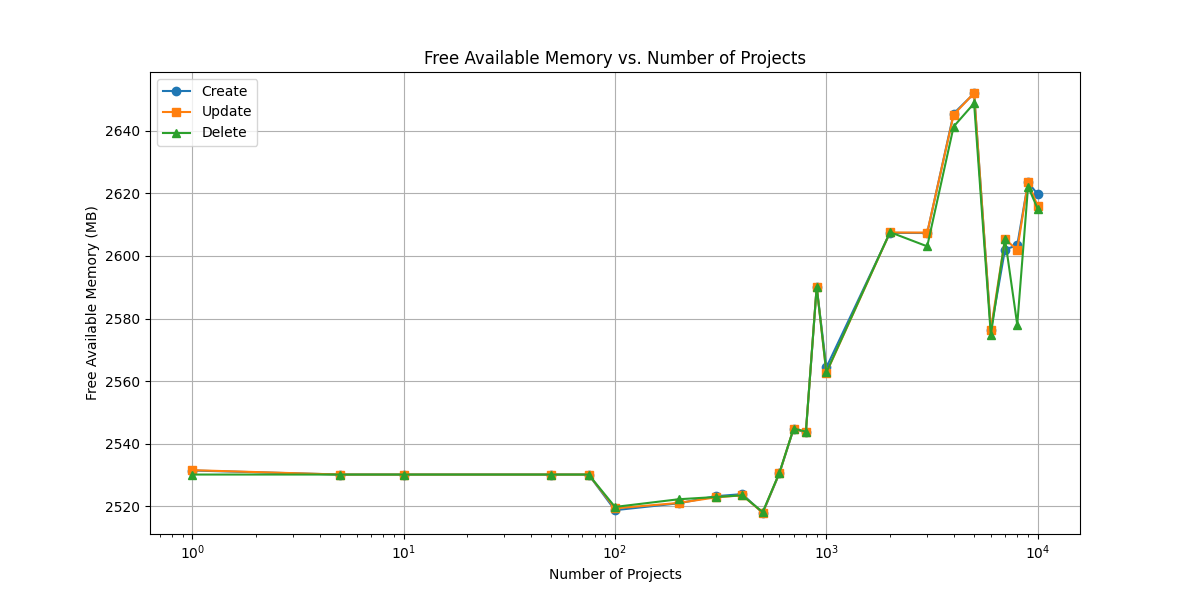 Free Available Memory vs. Number of Projects
Create
Update
Delete
Free Available Memory (MB)
2640
2620
2600
2580
2560
2540
2520
10⁰ 10¹ 10² 10³ 10⁴
Number of Projects